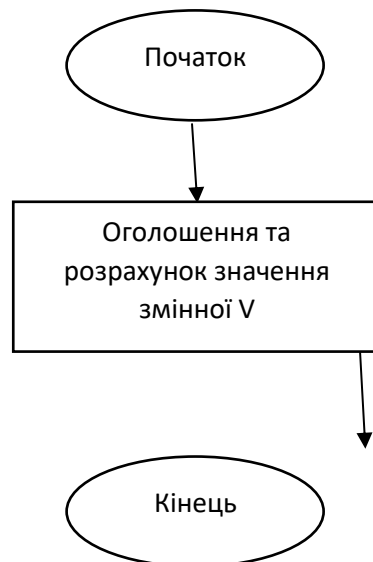 Початок
Оголошення та
розрахунок значення
змінної V
Кінець